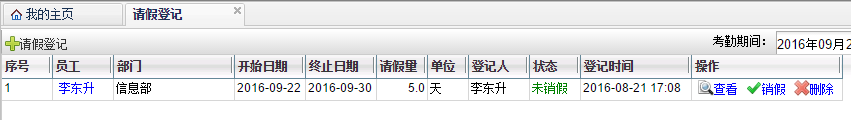 我的主页 请假登记
请假登记 考勤期间： 2016年09月2
序号 员工 部门 开始日期 终止日期 请假量 单位 登记人 状态 登记时间 操作
1 李东升 信息部 2016-09-22 2016-09-30 5.0 天 李东升 未销假 2016-08-21 17:08 查看 销假 删除